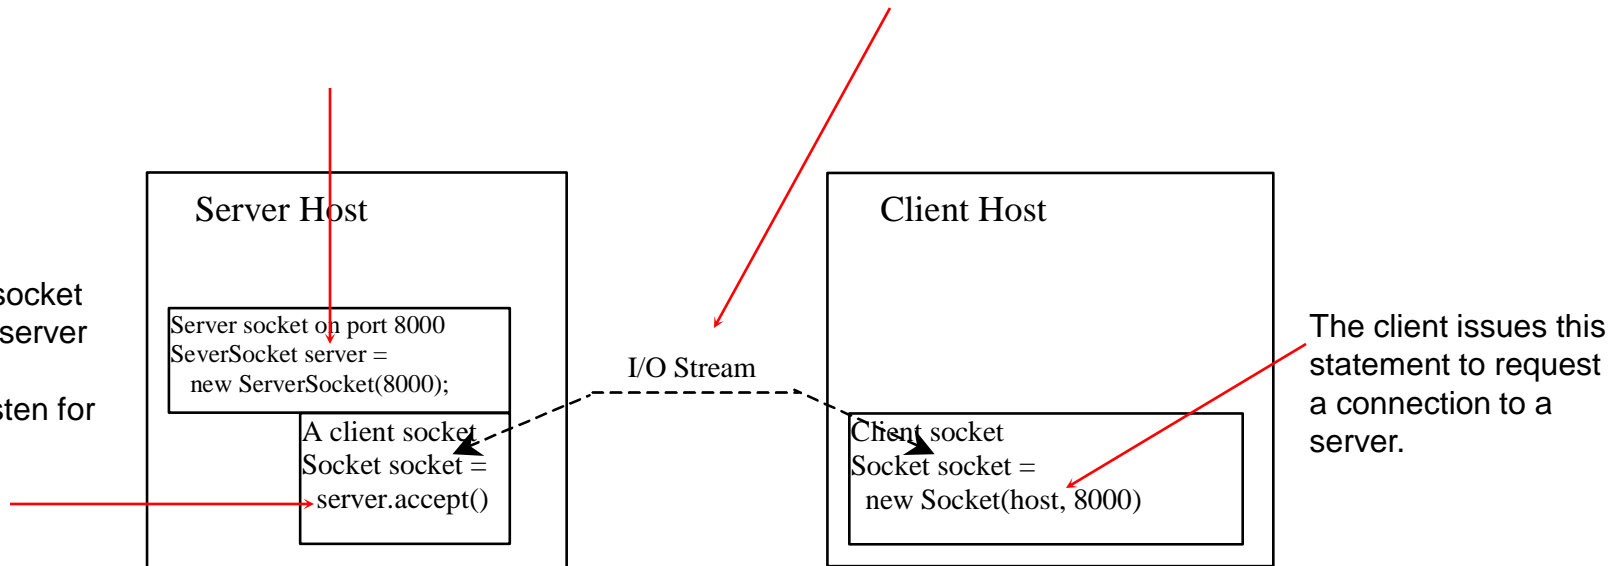 Server Host
Client Host
socket
server
sten for
Server socket on port 8000
SeverSocket server =
new ServerSocket(8000);
A client socket
Socket socket =
server.accept()
I/O Stream
Client socket
Socket socket =
new Socket(host, 8000)
The client issues this
statement to request
a connection to a
server.